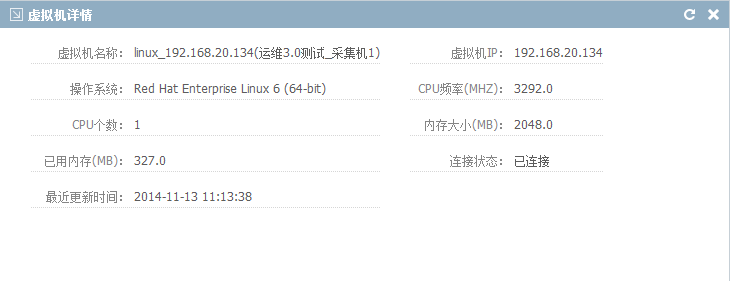 虚拟机详情
虚拟机名称: linux_192.168.20.134(运维3.0测试_采集机1) 虚拟机IP: 192.168.20.134
操作系统: Red Hat Enterprise Linux 6 (64-bit) CPU频率(MHZ): 3292.0
CPU个数: 1 内存大小(MB): 2048.0
已用内存(MB): 327.0 连接状态: 已连接
最近更新时间: 2014-11-13 11:13:38